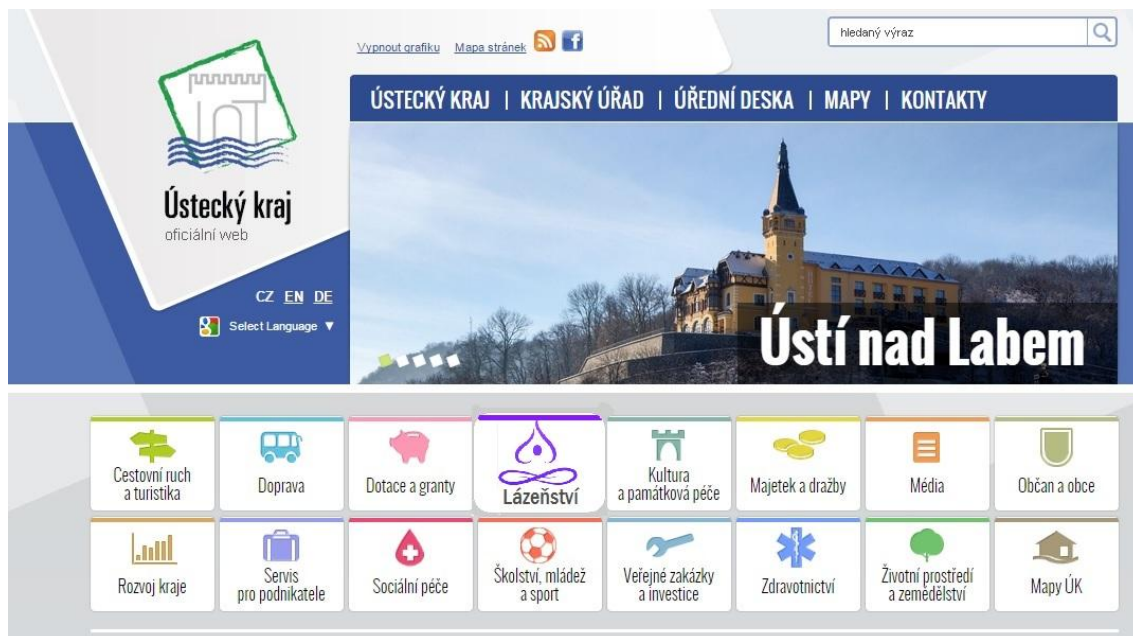 Vypnout grafiku Mapa stránek
hledaný výraz
ÚSTECKÝ KRAJ | KRAJSKÝ ÚŘAD | ÚŘEDNÍ DESKA | MAPY | KONTAKTY
Ústecký kraj
oficiální web
CZ EN DE
Select Language ▼
Ústí nad Labem
Cestovní ruch
a turistika
Doprava
Dotace a granty
Lázeňství
Kultura
a památková péče
Majetek a dražby
Média
Občan a obce
Rozvoj kraje
Servis
pro podnikatele
Sociální péče
Školství, mládež
a sport
Veřejné zakázky
a investice
Zdravotnictví
Životní prostředí
a zemědělství
Mapy ÚK